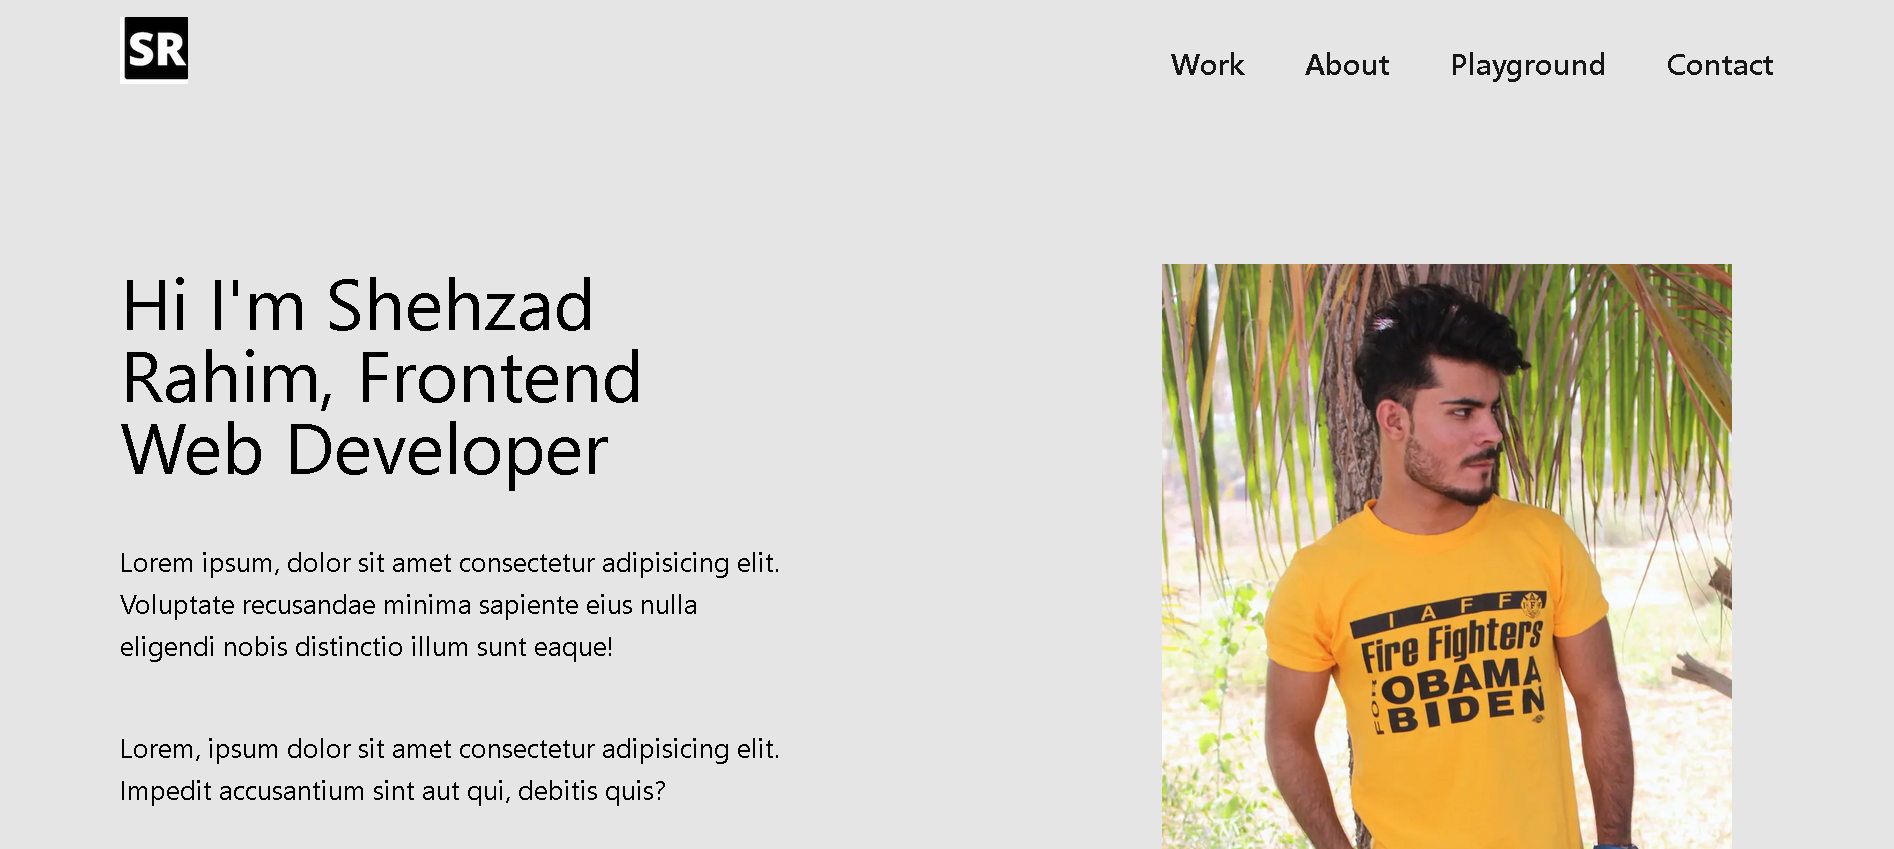 SR
Work About Playground Contact
Hi I'm Shehzad
Rahim, Frontend
Web Developer
Lorem ipsum, dolor sit amet consectetur adipisicing elit.
Voluptate recusandae minima sapiente eius nulla
eligendi nobis distinctio illum sunt eaque!
Lorem, ipsum dolor sit amet consectetur adipisicing elit.
Impedit accusantium sint aut qui, debitis quis?
IAFF
Fire Fighters
FOR OBAMA
BIDEN